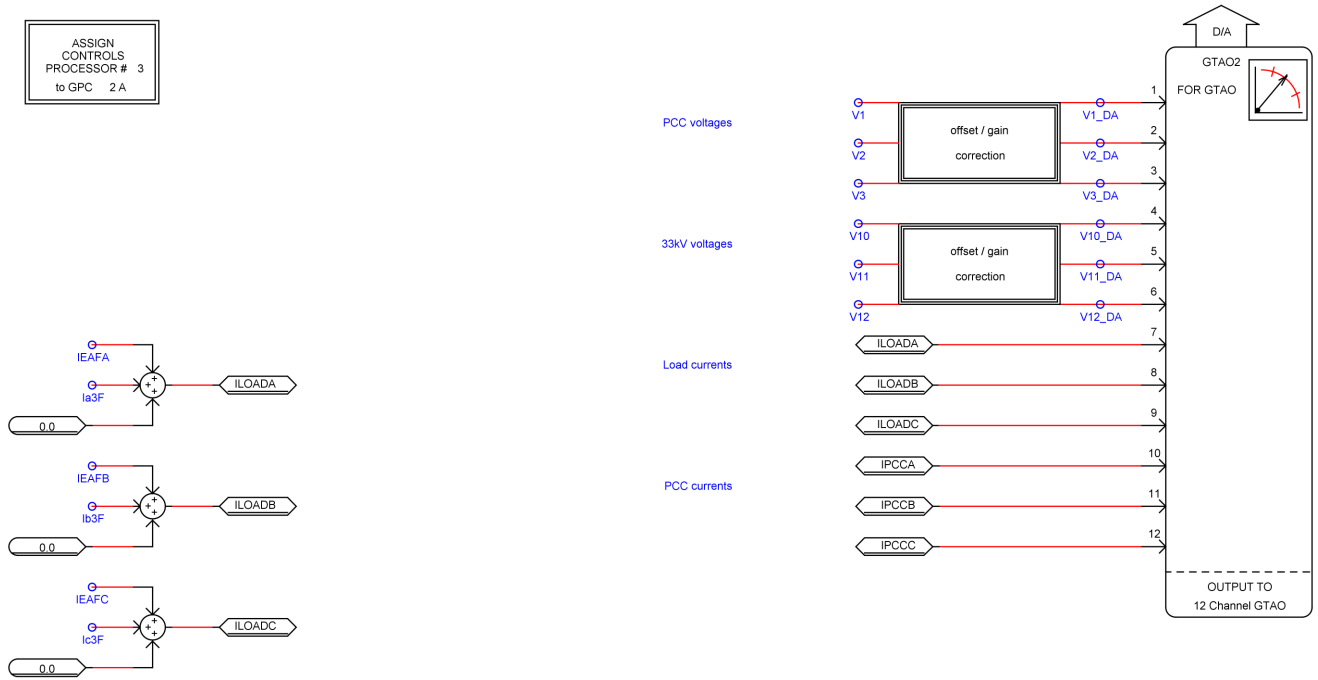 ASSIGN
CONTROLS
PROCESSOR # 3
to GPC 2 A
D/A
GTAO2
FOR GTAO
PCC voltages
V1
V2
V3
offset / gain
correction
V1_DA
V2_DA
V3_DA
1
2
3
33kV voltages
V10
V11
V12
offset / gain
correction
V10_DA
V11_DA
V12_DA
4
5
6
Load currents
ILOADA
7
ILOADB
8
ILOADC
9
PCC currents
IPCCA
10
IPCCB
11
IPCCC
12
OUTPUT TO
12 Channel GTAO
IEAFA
Ia3F
0.0
+
+
+
ILOADA
IEAFB
Ib3F
0.0
+
+
+
ILOADB
IEAFC
Ic3F
0.0
+
+
+
ILOADC